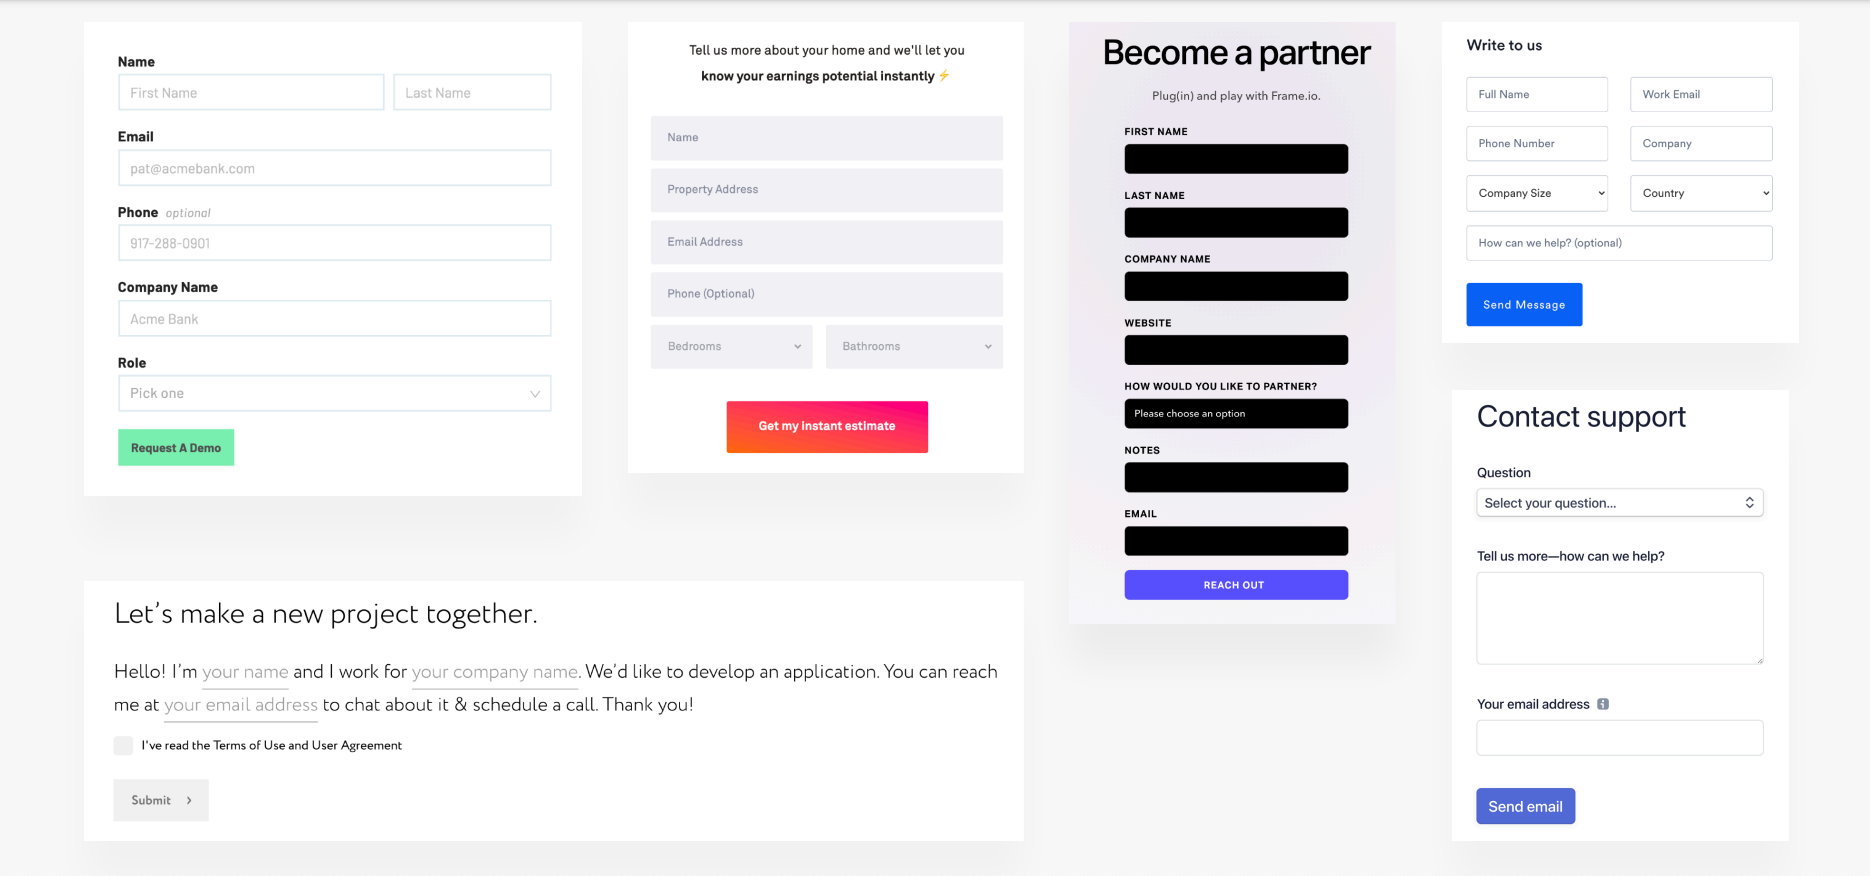 Name
First Name
Last Name
Email
pat@acmebank.com
Phone optional
917-288-0901
Company Name
Acme Bank
Role
Pick one
Request A Demo
Tell us more about your home and we'll let you
know your earnings potential instantly ⚡
Name
Property Address
Email Address
Phone (Optional)
Bedrooms
Bathrooms
Get my instant estimate
Become a partner
Plug(in) and play with Frame.io.
FIRST NAME
LAST NAME
COMPANY NAME
WEBSITE
HOW WOULD YOU LIKE TO PARTNER?
Please choose an option
NOTES
EMAIL
REACH OUT
Write to us
Full Name
Work Email
Phone Number
Company
Company Size
Country
How can we help? (optional)
Send Message
Let's make a new project together.
Hello! I'm your name and I work for your company name. We'd like to develop an application. You can reach
me at your email address to chat about it & schedule a call. Thank you!
I've read the Terms of Use and User Agreement
Submit >
Contact support
Question
Select your question...
Tell us more—how can we help?
Your email address
Send email